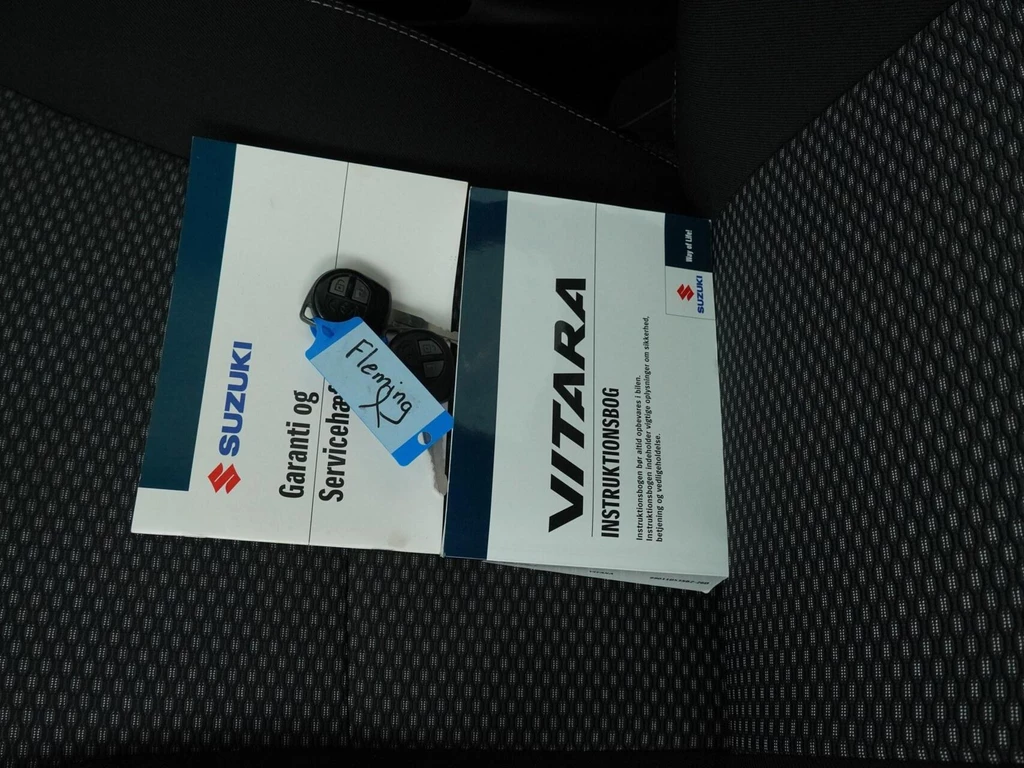 SUZUKI
Garanti og
Fleming
VITARA
INSTRUKTIONSBOG
Instruktionsbogen bør altid opbevares i bilen.
Instruktionsbogen indeholder vigtige oplysninger om sikkerhed,
betjening og vedligeholdelse.
Way of Life!
SUZUKI